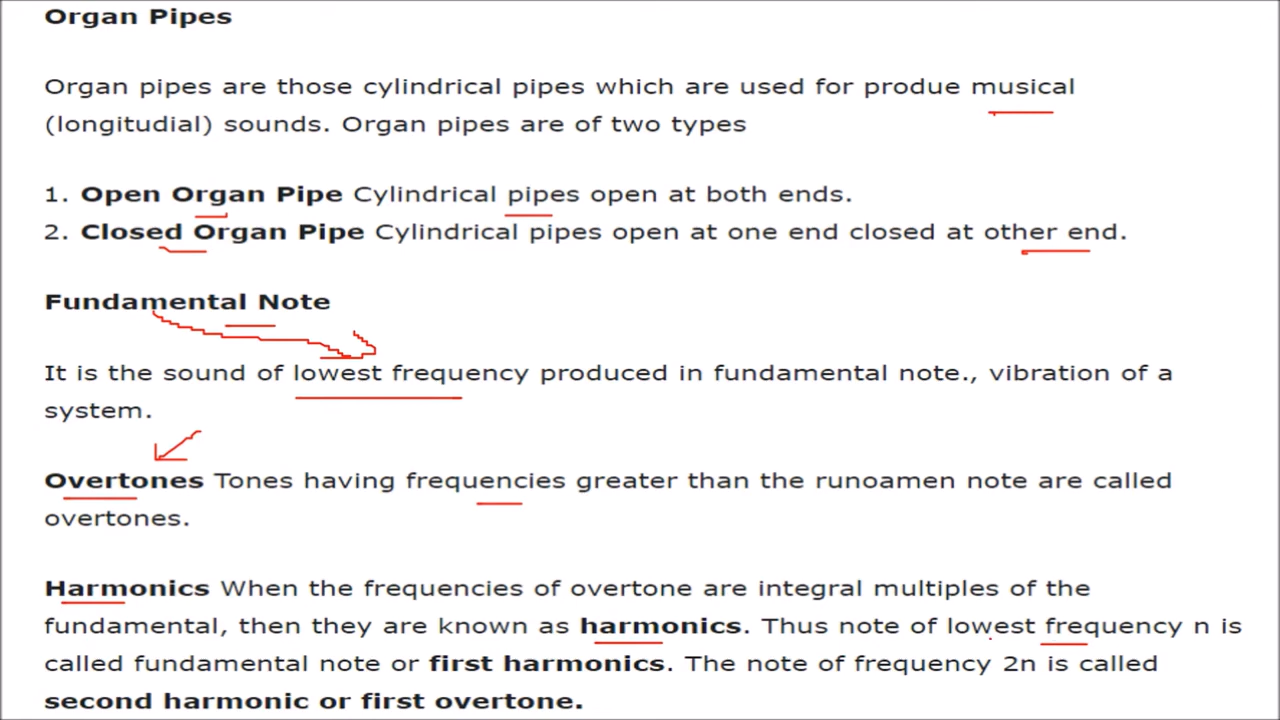 Organ Pipes
Organ pipes are those cylindrical pipes which are used for produe musical
(longitudial) sounds. Organ pipes are of two types
1. Open Organ Pipe Cylindrical pipes open at both ends.
2. Closed Organ Pipe Cylindrical pipes open at one end closed at other end.
Fundamental Note
It is the sound of lowest frequency produced in fundamental note., vibration of a
system.
Overtones Tones having frequencies greater than the runoamen note are called
overtones.
Harmonics When the frequencies of overtone are integral multiples of the
fundamental, then they are known as harmonics. Thus note of lowest frequency n is
called fundamental note or first harmonics. The note of frequency 2n is called
second harmonic or first overtone.